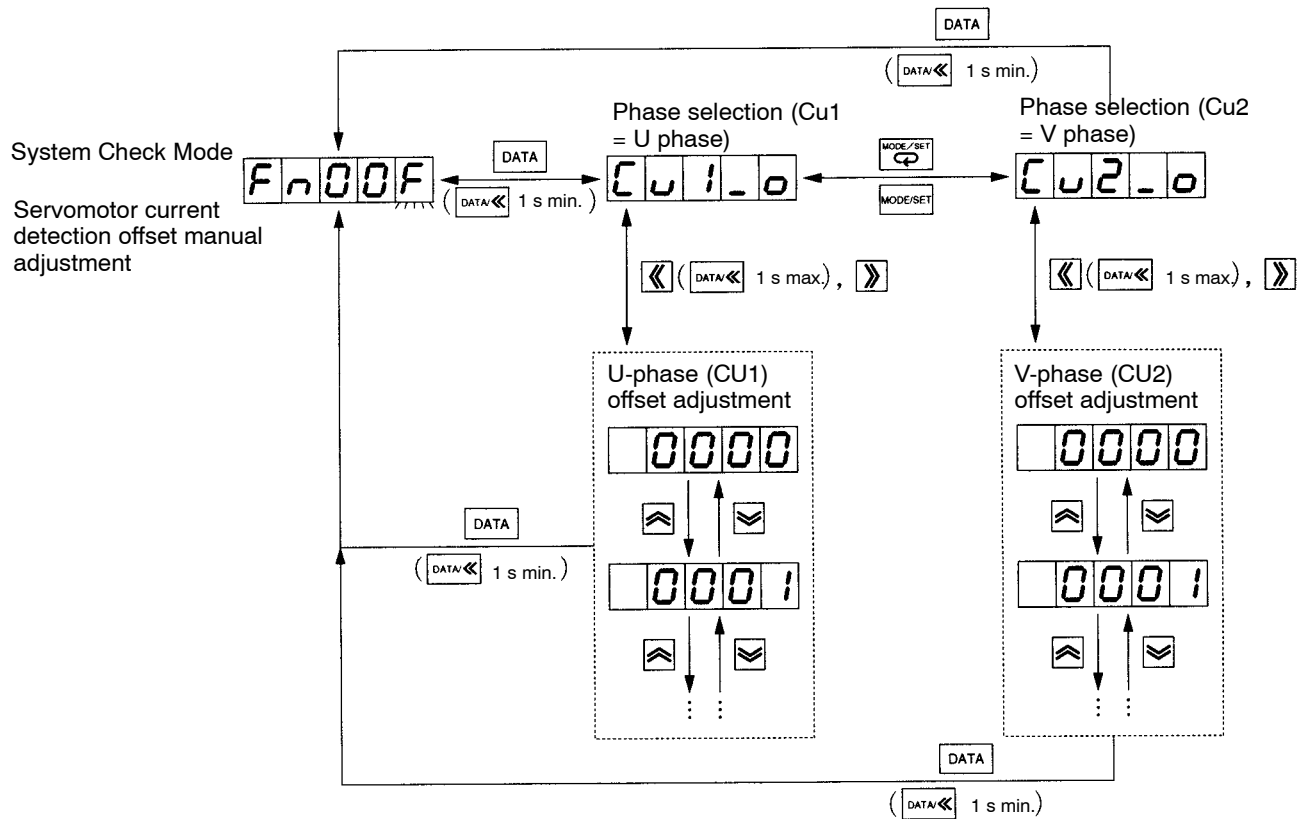 DATA
( DATA/≪ 1 s min.)
Phase selection (Cu1
= U phase)
Phase selection (Cu2
= V phase)
System Check Mode
Fn00F
DATA
( DATA/≪ 1 s min. )
Cu1_o
MODE/SET
MODE/SET
Cu2_o
Servomotor current
detection offset manual
adjustment
≪ ( DATA/≪ 1 s max.) , ≫
≪ ( DATA/≪ 1 s max.) , ≫
U-phase (CU1)
offset adjustment
0000
0001
V-phase (CU2)
offset adjustment
0000
0001
DATA
( DATA/≪ 1 s min. )
DATA
( DATA/≪ 1 s min.)